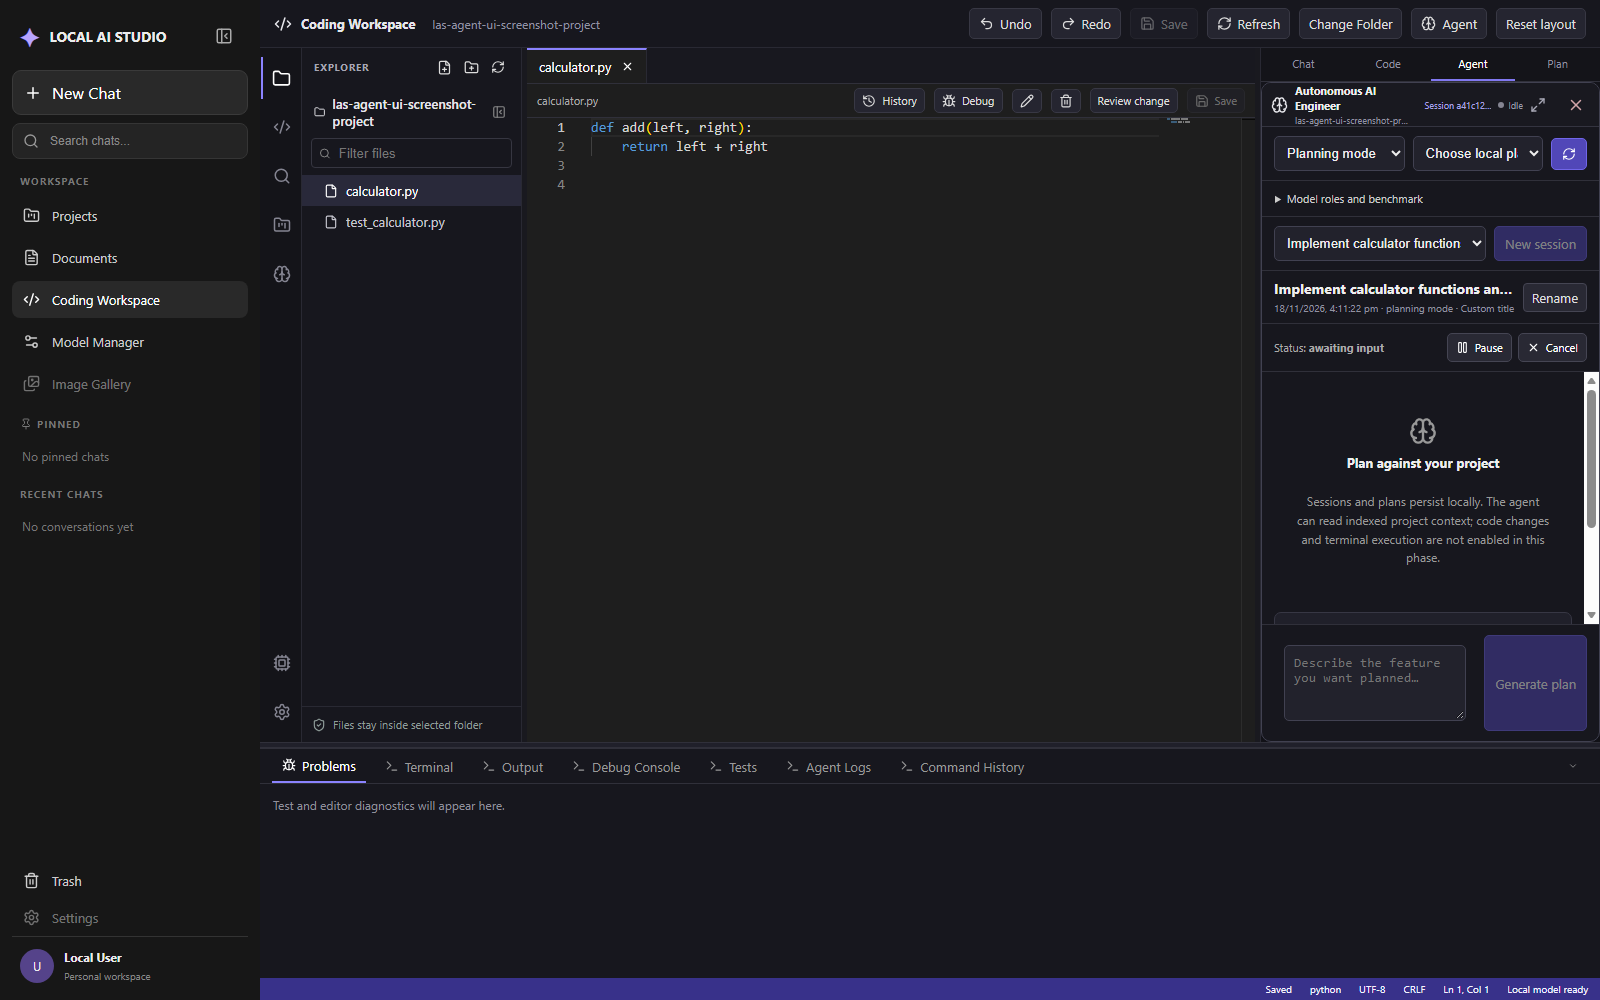 LOCAL AI STUDIO
New Chat
Search chats...
WORKSPACE
Projects
Documents
Coding Workspace
Model Manager
Image Gallery
PINNED
No pinned chats
RECENT CHATS
No conversations yet
Trash
Settings
U
Local User
Personal workspace
Coding Workspace
las-agent-ui-screenshot-project
Undo
Redo
Save
Refresh
Change Folder
Agent
Reset layout
EXPLORER
las-agent-ui-screenshot-
project
Filter files
calculator.py
test_calculator.py
Files stay inside selected folder
calculator.py
calculator.py
History
Debug
Review change
Save
1 def add(left, right):
2 return left + right
3
4
Chat
Code
Agent
Plan
Autonomous AI
Engineer
las-agent-ui-screenshot-pr...
Session a41c12...
Idle
Planning mode
Choose local pl
Model roles and benchmark
Implement calculator function
New session
Implement calculator functions an...
Rename
18/11/2026, 4:11:22 pm · planning mode · Custom title
Status: awaiting input
Pause
Cancel
Plan against your project
Sessions and plans persist locally. The agent
can read indexed project context; code changes
and terminal execution are not enabled in this
phase.
Describe the feature
you want planned…
Generate plan
Problems
Terminal
Output
Debug Console
Tests
Agent Logs
Command History
Test and editor diagnostics will appear here.
Saved
python
UTF-8
CRLF
Ln 1, Col 1
Local model ready